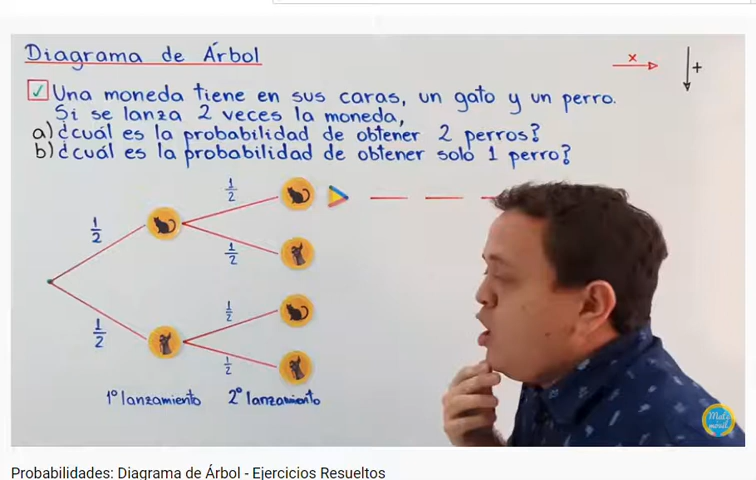 Diagrama de Árbol
x
+
✓ Una moneda tiene en sus caras, un gato y un perro.
Si se lanza 2 veces la moneda,
a) ¿cuál es la probabilidad de obtener 2 perros?
b) ¿cuál es la probabilidad de obtener solo 1 perro?
1/2
1/2
1/2
1/2
1/2
1/2
1° lanzamiento 2° lanzamiento
Mate móvil
Probabilidades: Diagrama de Árbol - Ejercicios Resueltos